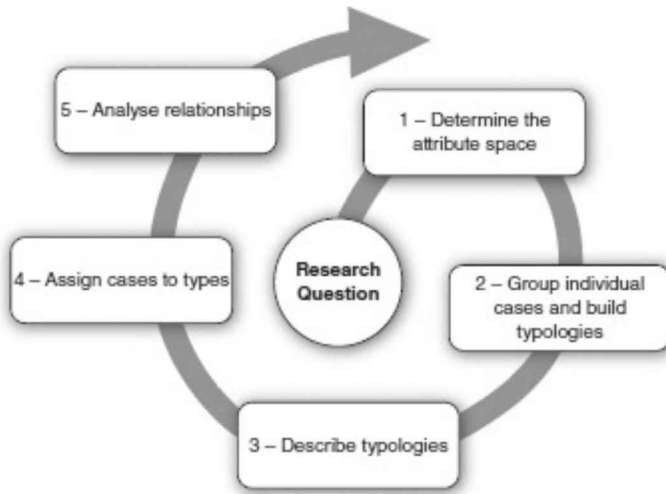 5 – Analyse relationships
1 – Determine the
attribute space
Research
Question
4 – Assign cases to types
2 – Group individual
cases and build
typologies
3 – Describe typologies